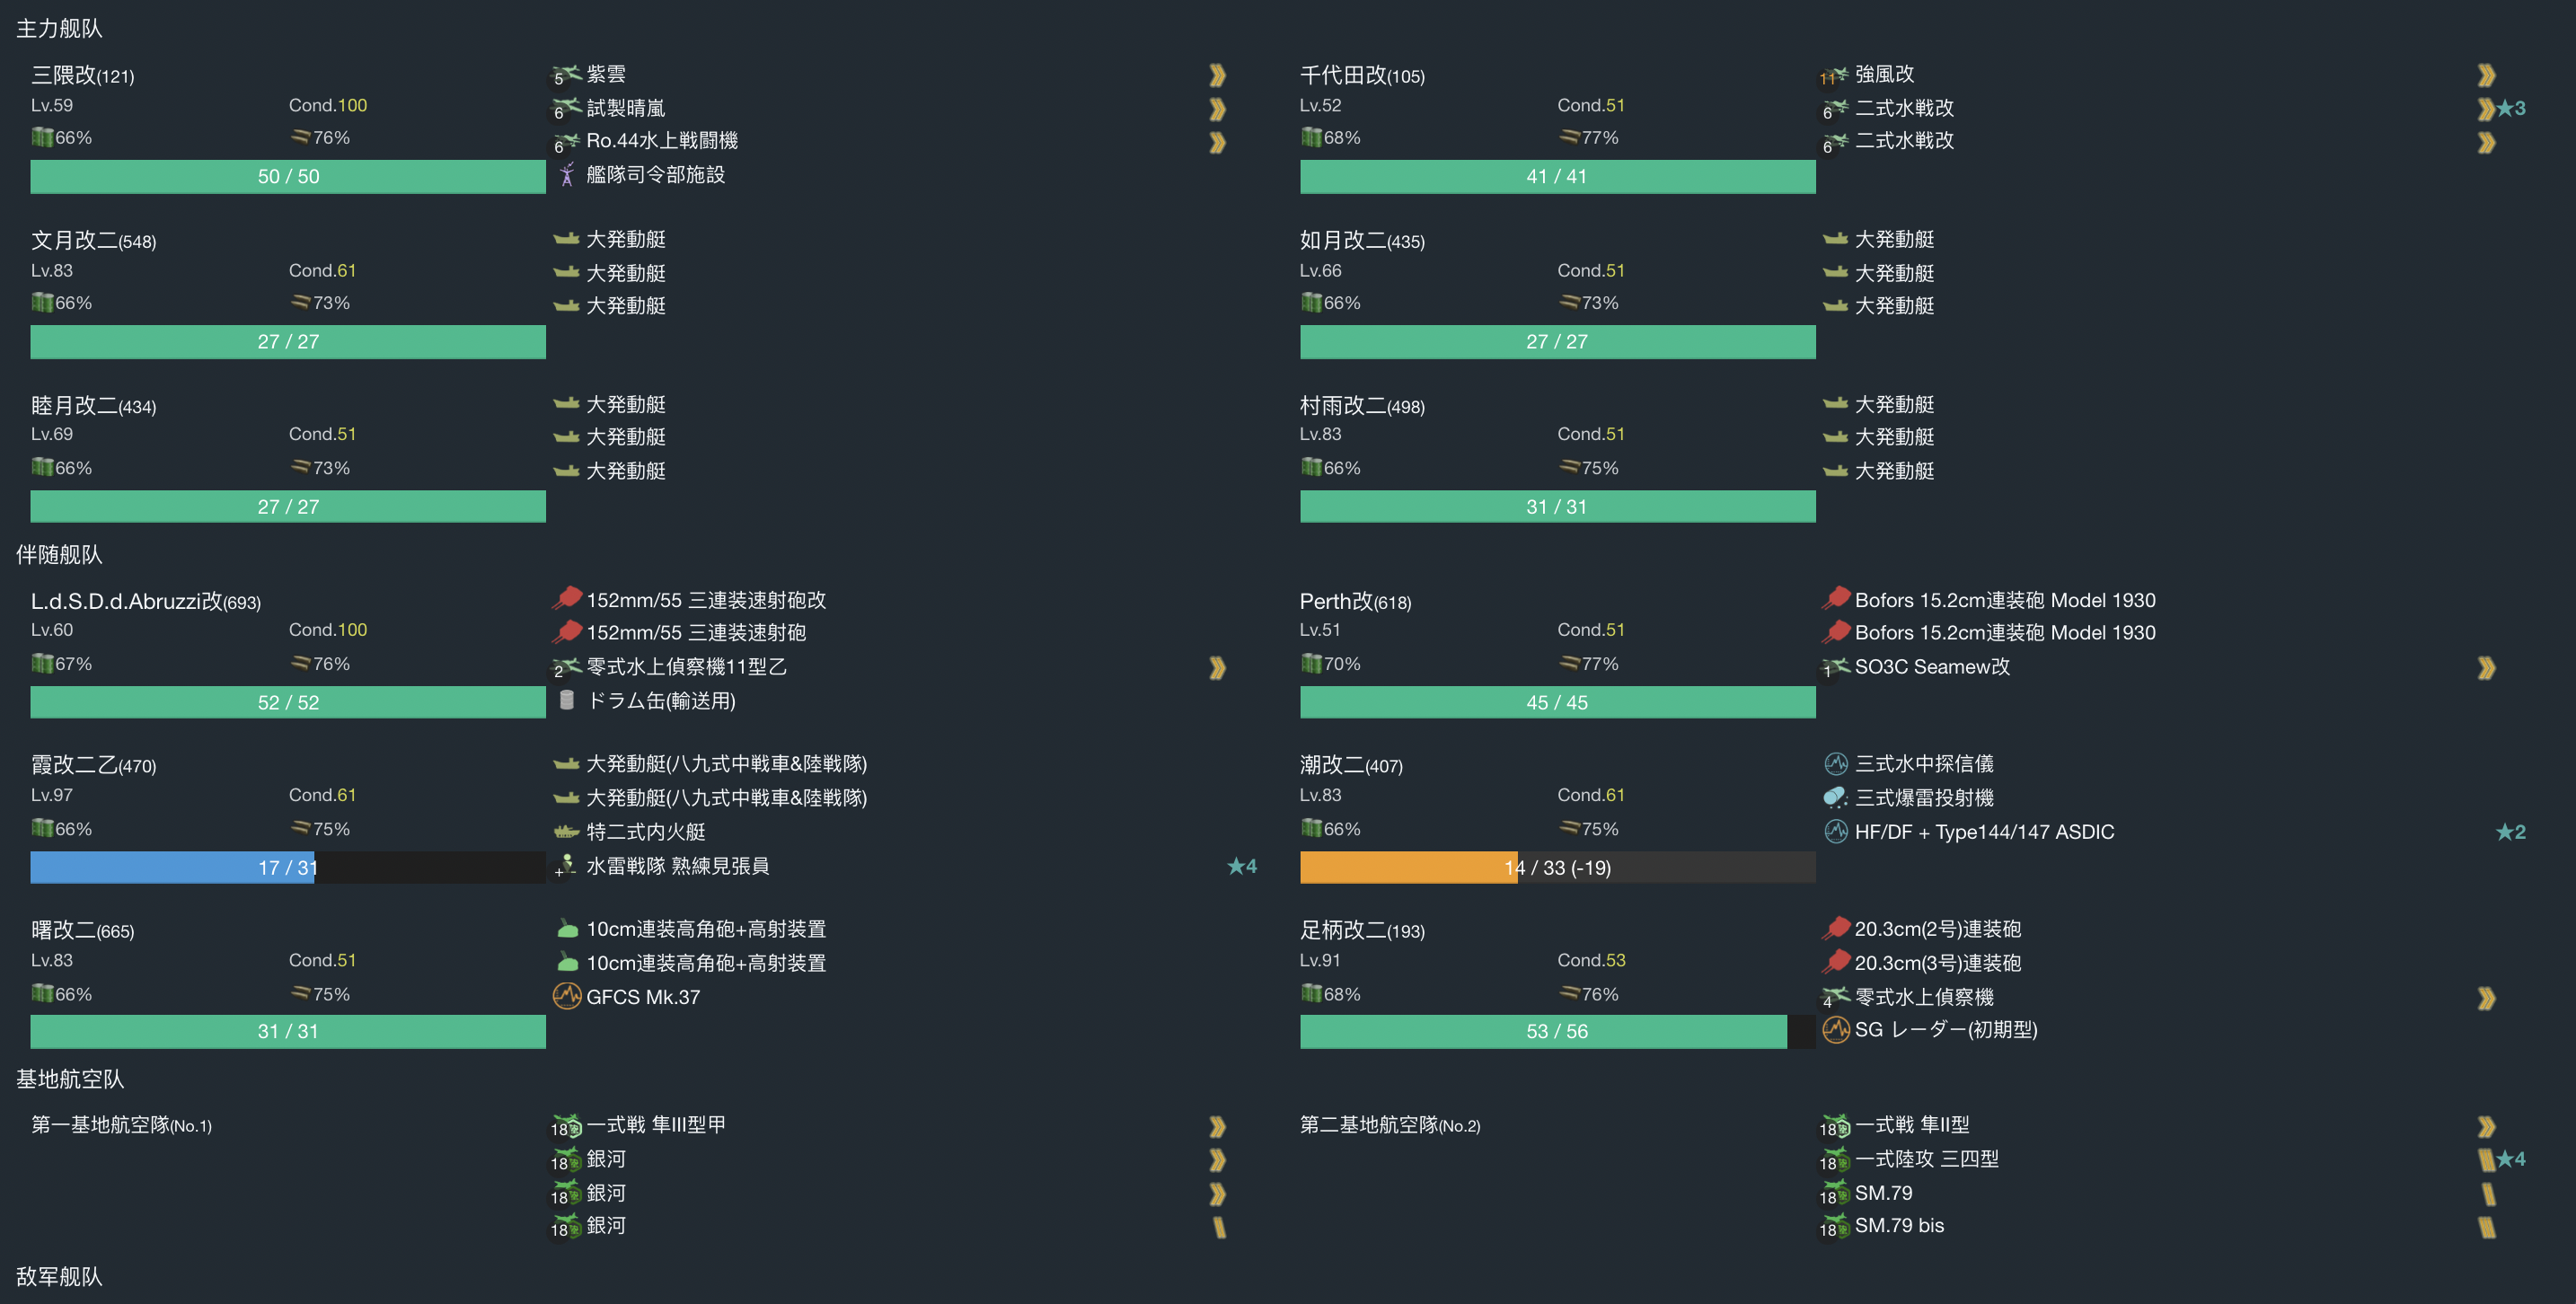 主力舰队
三隈改(121)
Lv.59 Cond.100
66% 76%
50 / 50
5 紫雲
6 試製晴嵐
6 Ro.44水上戦闘機
艦隊司令部施設
千代田改(105)
Lv.52 Cond.51
68% 77%
41 / 41
11 強風改
6 二式水戦改 ★3
6 二式水戦改
文月改二(548)
Lv.83 Cond.61
66% 73%
27 / 27
大発動艇
大発動艇
大発動艇
如月改二(435)
Lv.66 Cond.51
66% 73%
27 / 27
大発動艇
大発動艇
大発動艇
睦月改二(434)
Lv.69 Cond.51
66% 73%
27 / 27
大発動艇
大発動艇
大発動艇
村雨改二(498)
Lv.83 Cond.51
66% 75%
31 / 31
大発動艇
大発動艇
大発動艇
伴随舰队
L.d.S.D.d.Abruzzi改(693)
Lv.60 Cond.100
67% 76%
52 / 52
152mm/55 三連装速射砲改
152mm/55 三連装速射砲
2 零式水上偵察機11型乙
ドラム缶(輸送用)
Perth改(618)
Lv.51 Cond.51
70% 77%
45 / 45
Bofors 15.2cm連装砲 Model 1930
Bofors 15.2cm連装砲 Model 1930
1 SO3C Seamew改
霞改二乙(470)
Lv.97 Cond.61
66% 75%
17 / 31
大発動艇(八九式中戦車&陸戦隊)
大発動艇(八九式中戦車&陸戦隊)
特二式内火艇
+ 水雷戦隊 熟練見張員 ★4
潮改二(407)
Lv.83 Cond.61
66% 75%
14 / 33 (-19)
三式水中探信儀
三式爆雷投射機
HF/DF + Type144/147 ASDIC ★2
曙改二(665)
Lv.83 Cond.51
66% 75%
31 / 31
10cm連装高角砲+高射装置
10cm連装高角砲+高射装置
GFCS Mk.37
足柄改二(193)
Lv.91 Cond.53
68% 76%
53 / 56
20.3cm(2号)連装砲
20.3cm(3号)連装砲
4 零式水上偵察機
SG レーダー(初期型)
基地航空队
第一基地航空隊(No.1)
18 一式戦 隼III型甲
18 銀河
18 銀河
18 銀河
第二基地航空隊(No.2)
18 一式戦 隼II型
18 一式陸攻 三四型 ★4
18 SM.79
18 SM.79 bis
敌军舰队